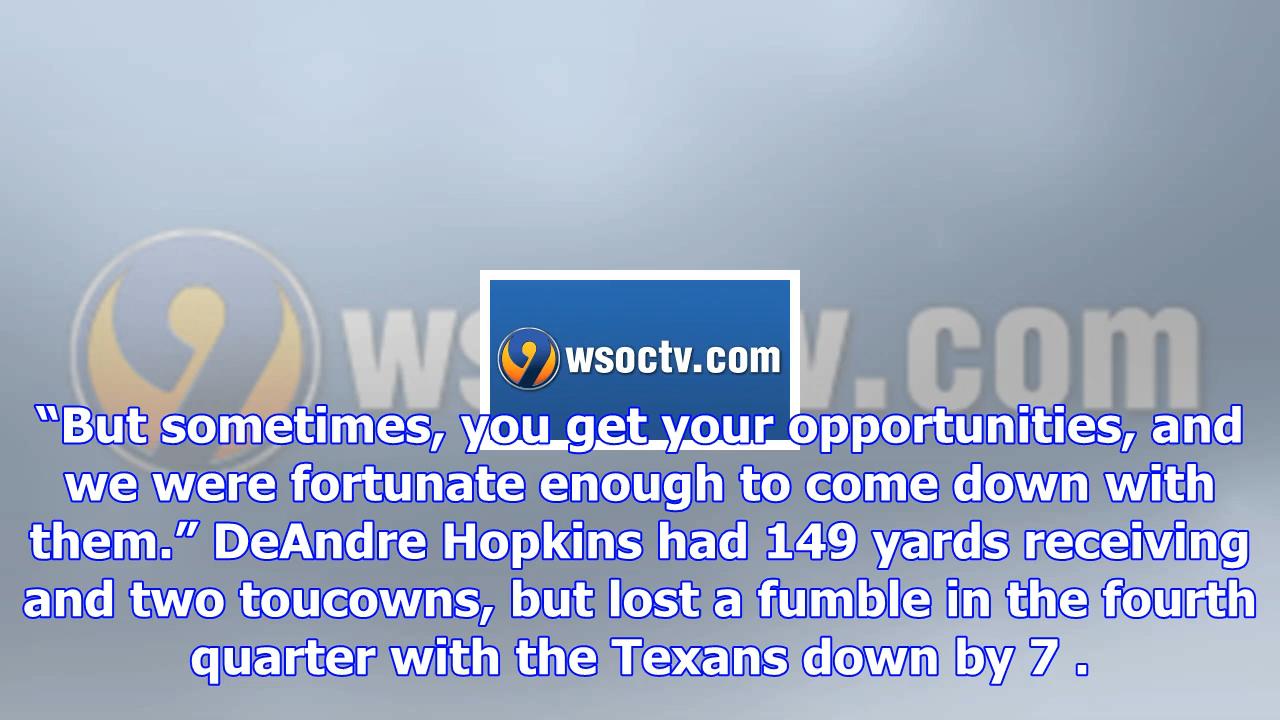 wsoctv.com
wsoctv.com
“But sometimes, you get your opportunities, and
we were fortunate enough to come down with
them.” DeAndre Hopkins had 149 yards receiving
and two toucowns, but lost a fumble in the fourth
quarter with the Texans down by 7 .